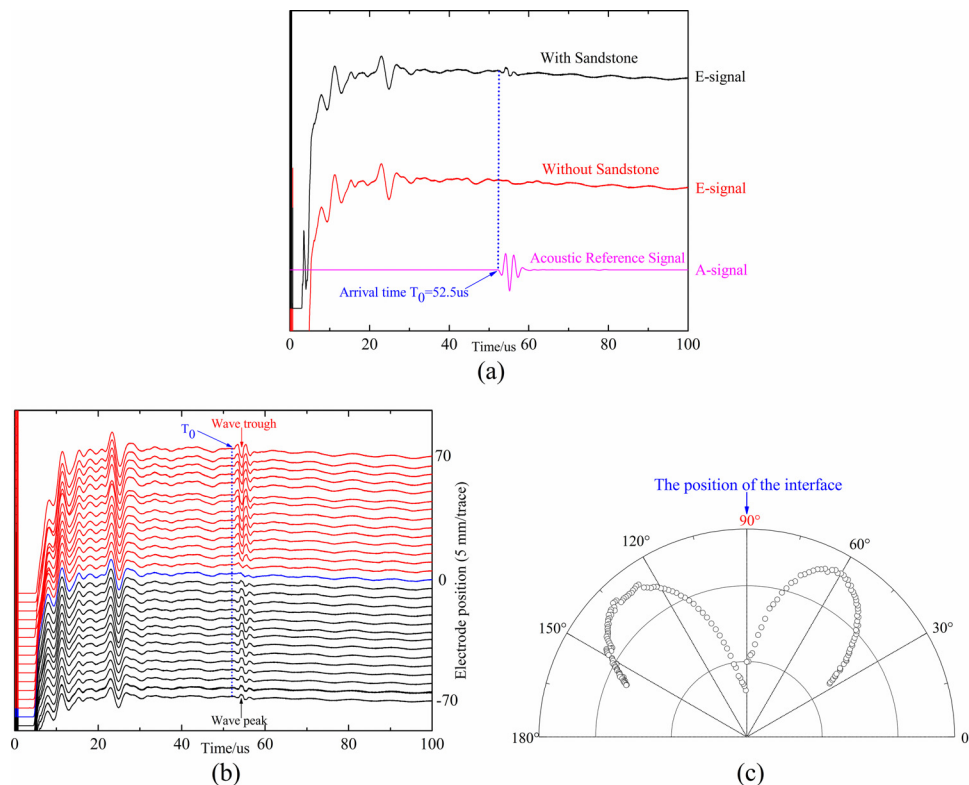 With Sandstone
E-signal
Without Sandstone
E-signal
Acoustic Reference Signal
A-signal
Arrival time T0=52.5us
0 20 40 60 80 100
Time/us
(a)
T0
Wave trough
70
0
-70
Electrode position (5 mm/trace)
Wave peak
0 20 40 60 80 100
Time/us
(b)
The position of the interface
90°
120° 60°
150° 30°
180° 0
(c)